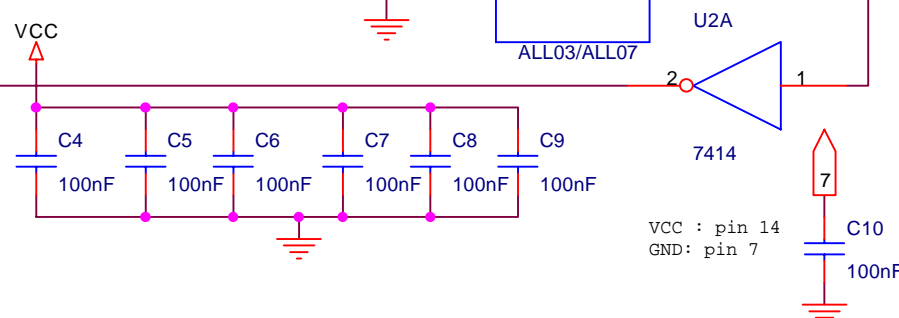 U2A
VCC
ALL03/ALL07
2
1
C4
C5
C6
C7
C8
C9
7414
100nF
100nF
100nF
100nF
100nF
100nF
7
VCC : pin 14
GND: pin 7
C10
100nF